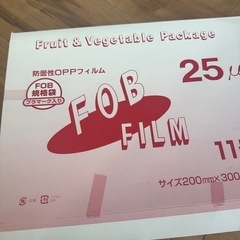 Fruit & Vegetable Package
防曇性OPPフィルム
25μ
FOB
規格袋
プラマーク入り
FOB
FILM
11
サイズ200mm×300